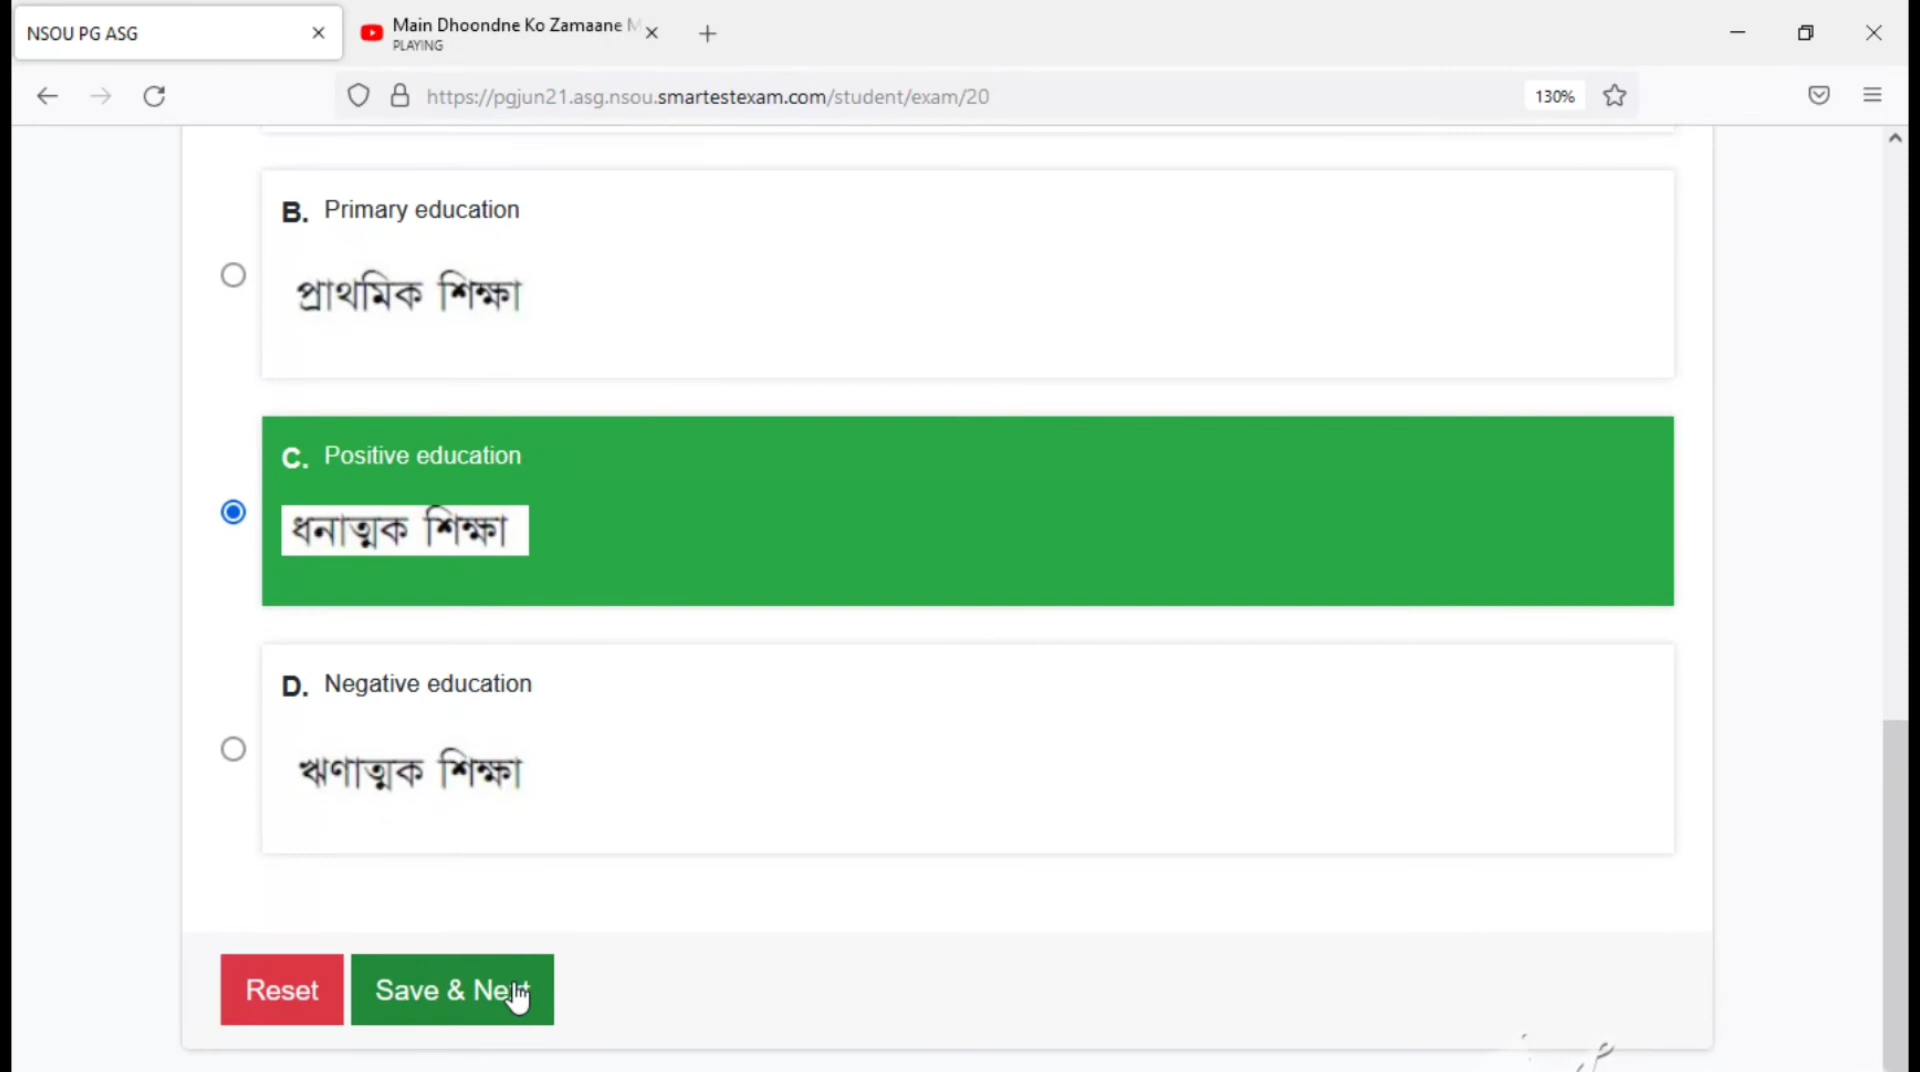 NSOU PG ASG
Main Dhoondne Ko Zamaane M
PLAYING
https://pgjun21.asg.nsou.smartestexam.com/student/exam/20
130%
B. Primary education
প্রাথমিক শিক্ষা
C. Positive education
ধনাত্মক শিক্ষা
D. Negative education
ঋণাত্মক শিক্ষা
Reset
Save & Next